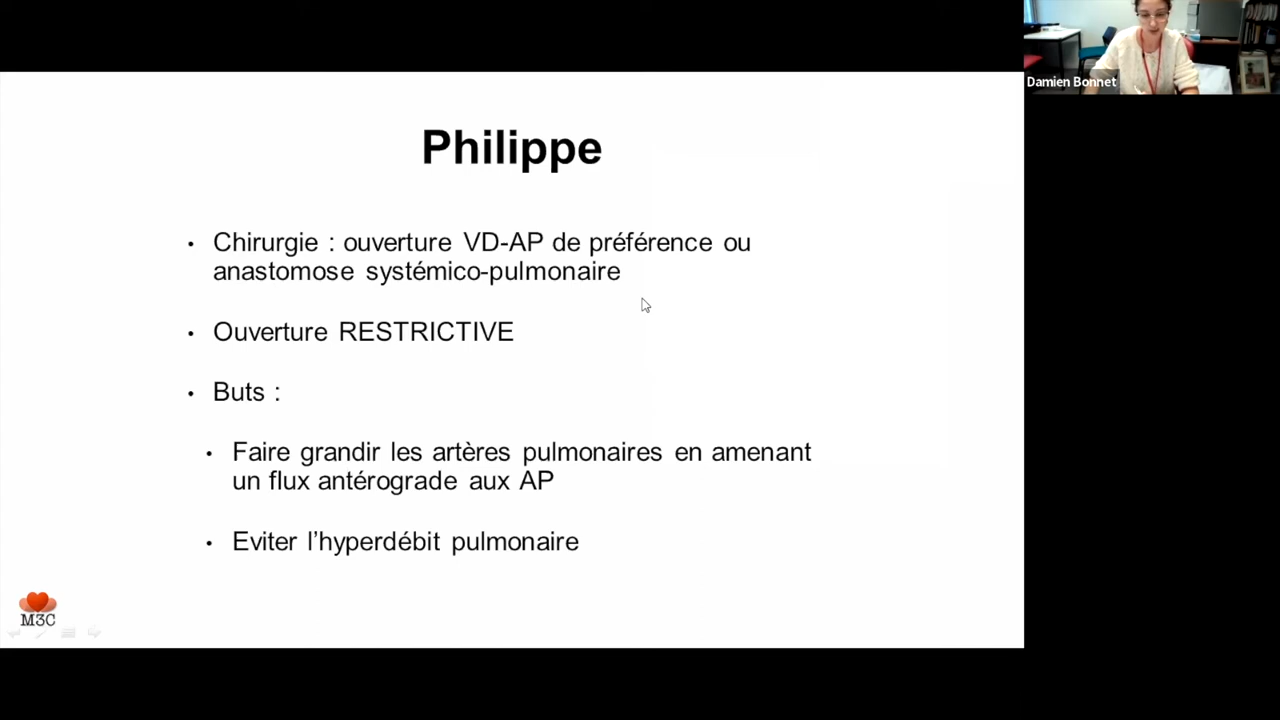 Damien Bonnet
Philippe
• Chirurgie : ouverture VD-AP de préférence ou
anastomose systémico-pulmonaire
• Ouverture RESTRICTIVE
• Buts :
• Faire grandir les artères pulmonaires en amenant
un flux antérograde aux AP
• Eviter l’hyperdébit pulmonaire
M3C